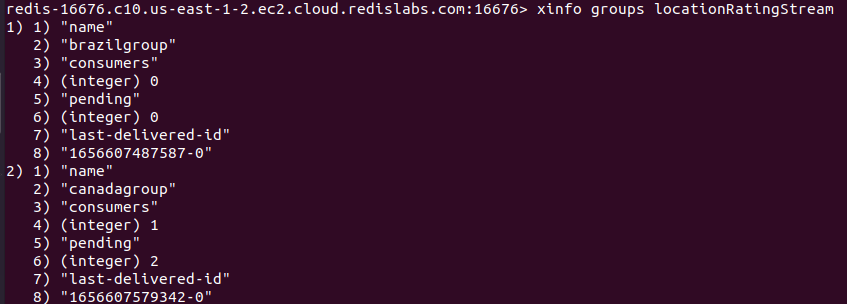 redis-16676.c10.us-east-1-2.ec2.cloud.redislabs.com:16676> xinfo groups locationRatingStream
1) 1) "name"
   2) "brazilgroup"
   3) "consumers"
   4) (integer) 0
   5) "pending"
   6) (integer) 0
   7) "last-delivered-id"
   8) "1656607487587-0"
2) 1) "name"
   2) "canadagroup"
   3) "consumers"
   4) (integer) 1
   5) "pending"
   6) (integer) 2
   7) "last-delivered-id"
   8) "1656607579342-0"